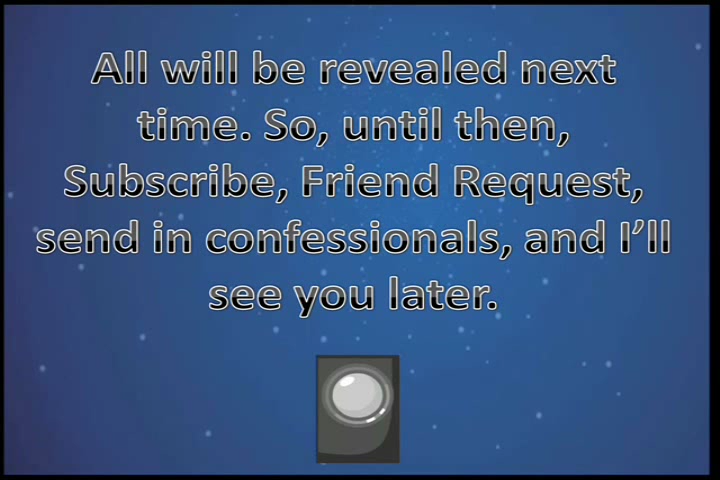 All will be revealed next
time. So, until then,
Subscribe, Friend Request,
send in confessionals, and I’ll
see you later.